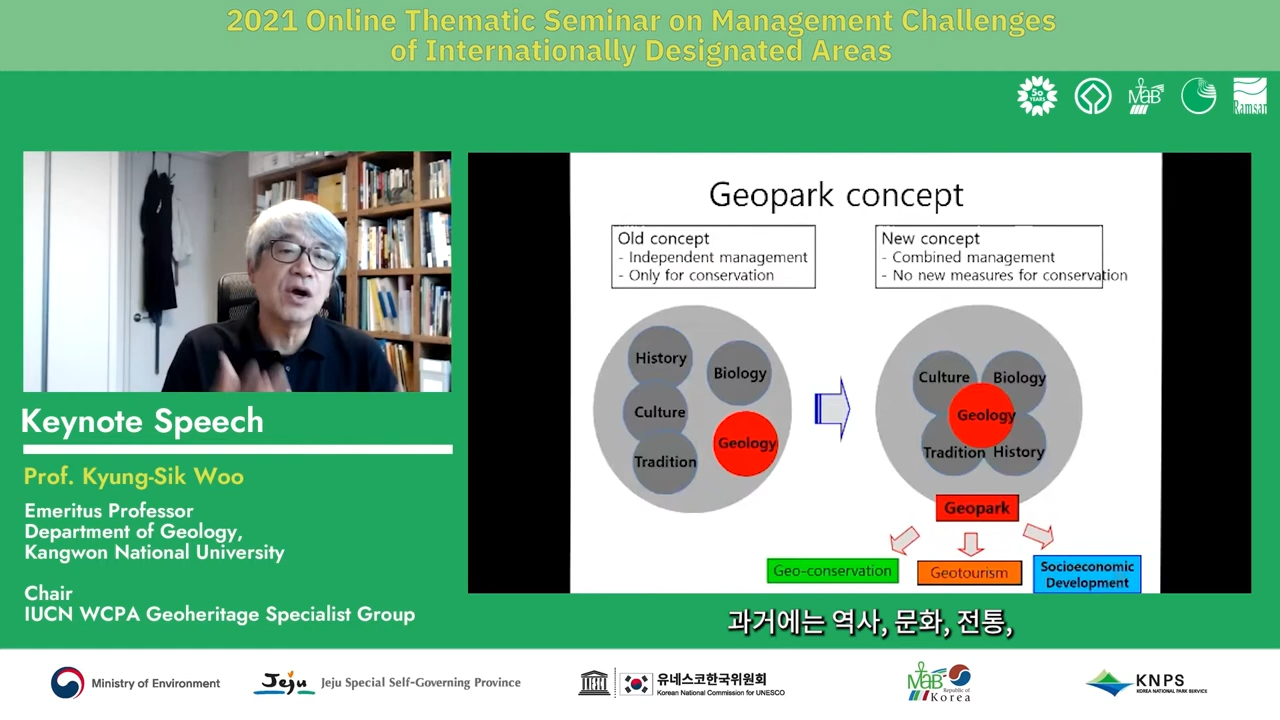 2021 Online Thematic Seminar on Management Challenges
of Internationally Designated Areas
50
YEARS
MaB
Ramsar
Keynote Speech
Prof. Kyung-Sik Woo
Emeritus Professor
Department of Geology,
Kangwon National University
Chair
IUCN WCPA Geoheritage Specialist Group
Geopark concept
Old concept
- Independent management
- Only for conservation
New concept
- Combined management
- No new measures for conservation
History
Biology
Culture
Geology
Tradition
Culture
Biology
Geology
Tradition
History
Geopark
Geo-conservation
Geotourism
Socioeconomic
Development
과거에는 역사, 문화, 전통,
Ministry of Environment
Jeju
Jeju Special Self-Governing Province
유네스코한국위원회
Korean National Commission for UNESCO
MaB
Republic of
Korea
KNPS
KOREA NATIONAL PARK SERVICE